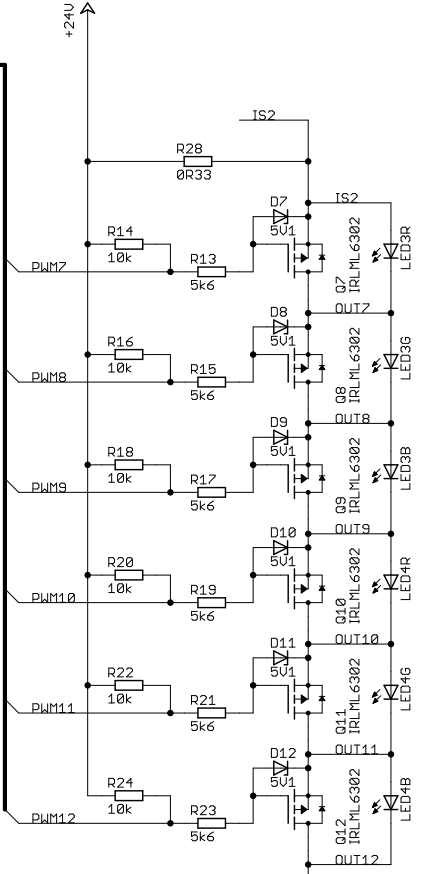 +24V
IS2
R28
0R33
IS2
D7
5V1
R14
10k
R13
5k6
PWM7
Q7
IRLML6302
LED3R
OUT7
D8
5V1
R16
10k
R15
5k6
PWM8
Q8
IRLML6302
LED3G
OUT8
D9
5V1
R18
10k
R17
5k6
PWM9
Q9
IRLML6302
LED3B
OUT9
D10
5V1
R20
10k
R19
5k6
PWM10
Q10
IRLML6302
LED4R
OUT10
D11
5V1
R22
10k
R21
5k6
PWM11
Q11
IRLML6302
LED4G
OUT11
D12
5V1
R24
10k
R23
5k6
PWM12
Q12
IRLML6302
LED4B
OUT12